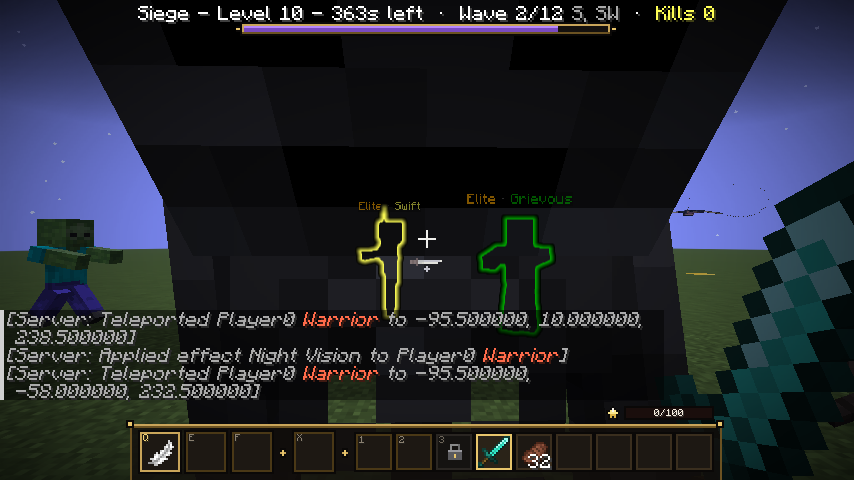 Siege - Level 10 - 363s left · Wave 2/12 S, SW · Kills 0
Elite · Swift
Elite · Grievous
[Server: Teleported Player0 Warrior to -95.500000, 10.000000,
238.500000]
[Server: Applied effect Night Vision to Player0 Warrior]
[Server: Teleported Player0 Warrior to -95.500000,
-58.000000, 232.500000]
0/100
Q E F X 1 2 3
32